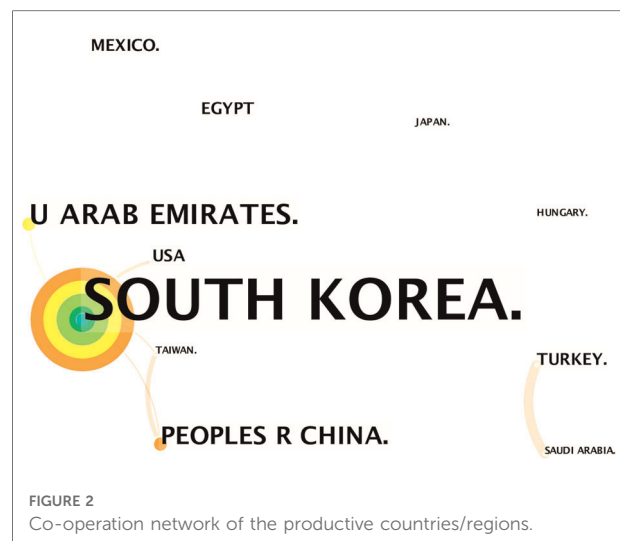 MEXICO.
EGYPT
JAPAN.
U ARAB EMIRATES.
HUNGARY.
USA
SOUTH KOREA.
TAIWAN.
TURKEY.
PEOPLES R CHINA.
SAUDI ARABIA.
FIGURE 2
Co-operation network of the productive countries/regions.